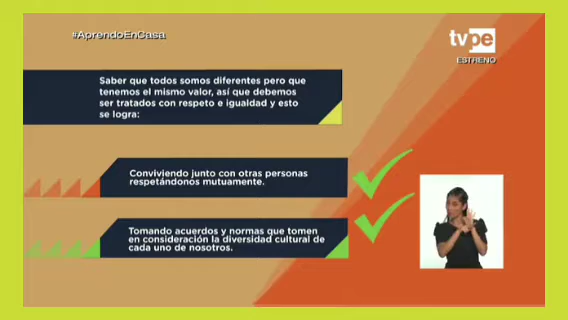 #AprendoEnCasa
tvpe
ESTRENO
Saber que todos somos diferentes pero que
tenemos el mismo valor, así que debemos
ser tratados con respeto e igualdad y esto
se logra:
Conviviendo junto con otras personas
respetándonos mutuamente.
Tomando acuerdos y normas que tomen
en consideración la diversidad cultural de
cada uno de nosotros.